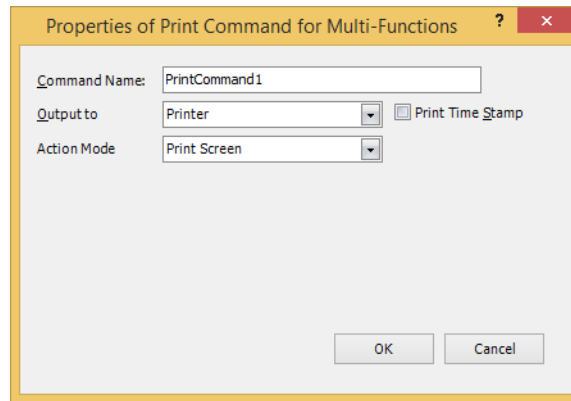 Properties of Print Command for Multi-Functions ? ×
Command Name: PrintCommand1
Output to Printer Print Time Stamp
Action Mode Print Screen
OK Cancel